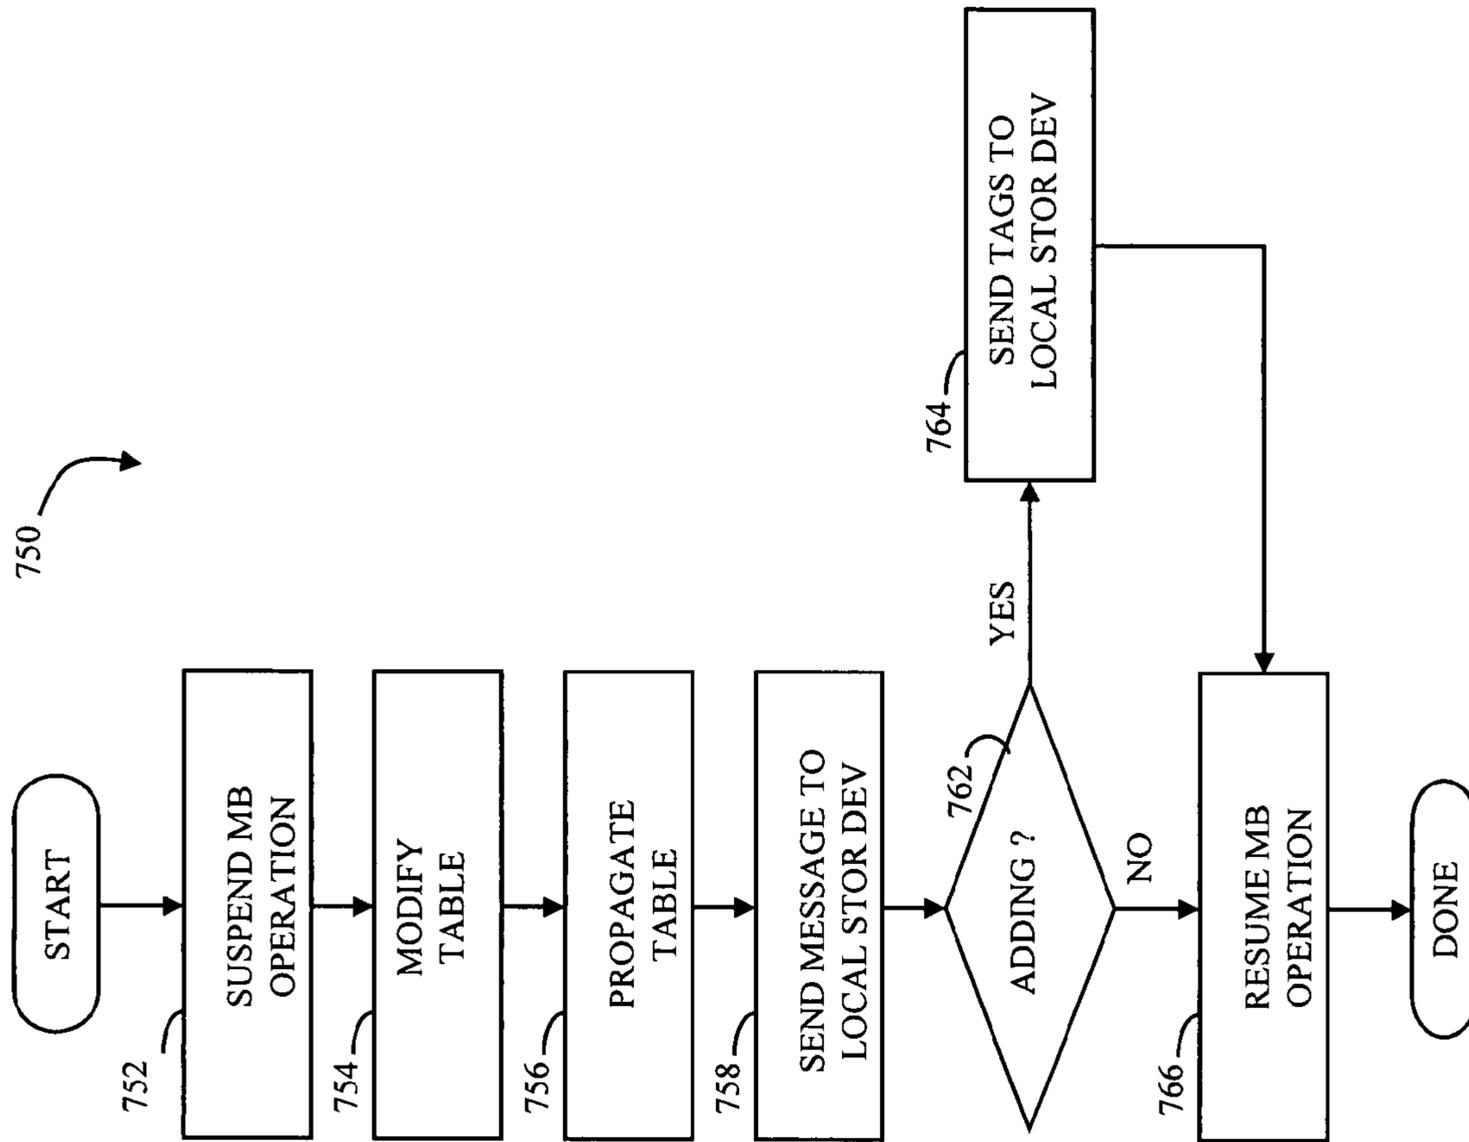 750
START
752
SUSPEND MB
OPERATION
754
MODIFY
TABLE
756
PROPAGATE
TABLE
758
SEND MESSAGE TO
LOCAL STOR DEV
762
ADDING ?
YES
764
SEND TAGS TO
LOCAL STOR DEV
NO
766
RESUME MB
OPERATION
DONE